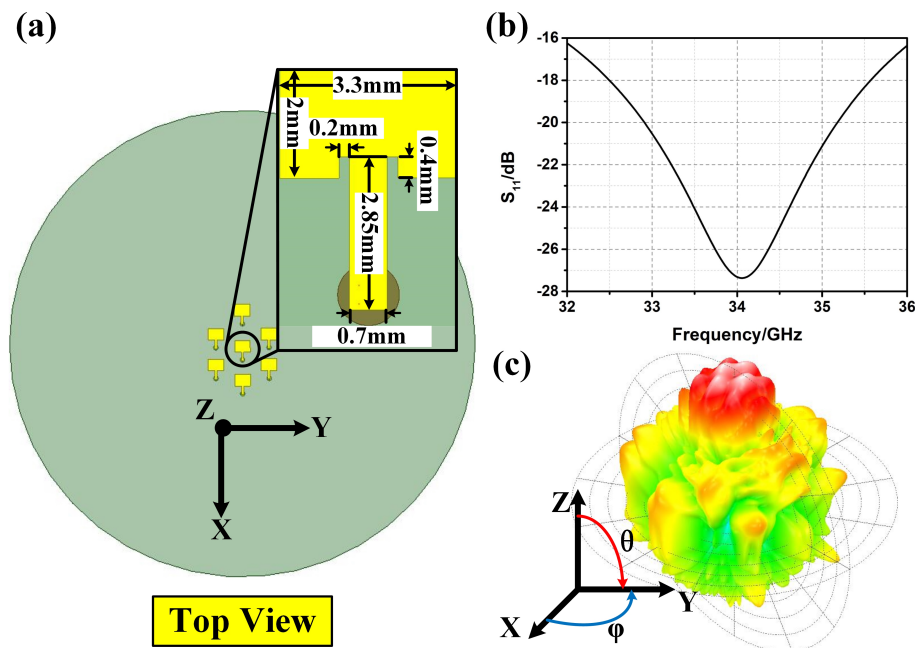 (a)
3.3mm
2mm
0.2mm
0.4mm
2.85mm
0.7mm
Z
Y
X
Top View
(b)
-16
-18
-20
-22
-24
-26
-28
S11/dB
32
33
34
35
36
Frequency/GHz
(c)
Z
θ
Y
X
φ